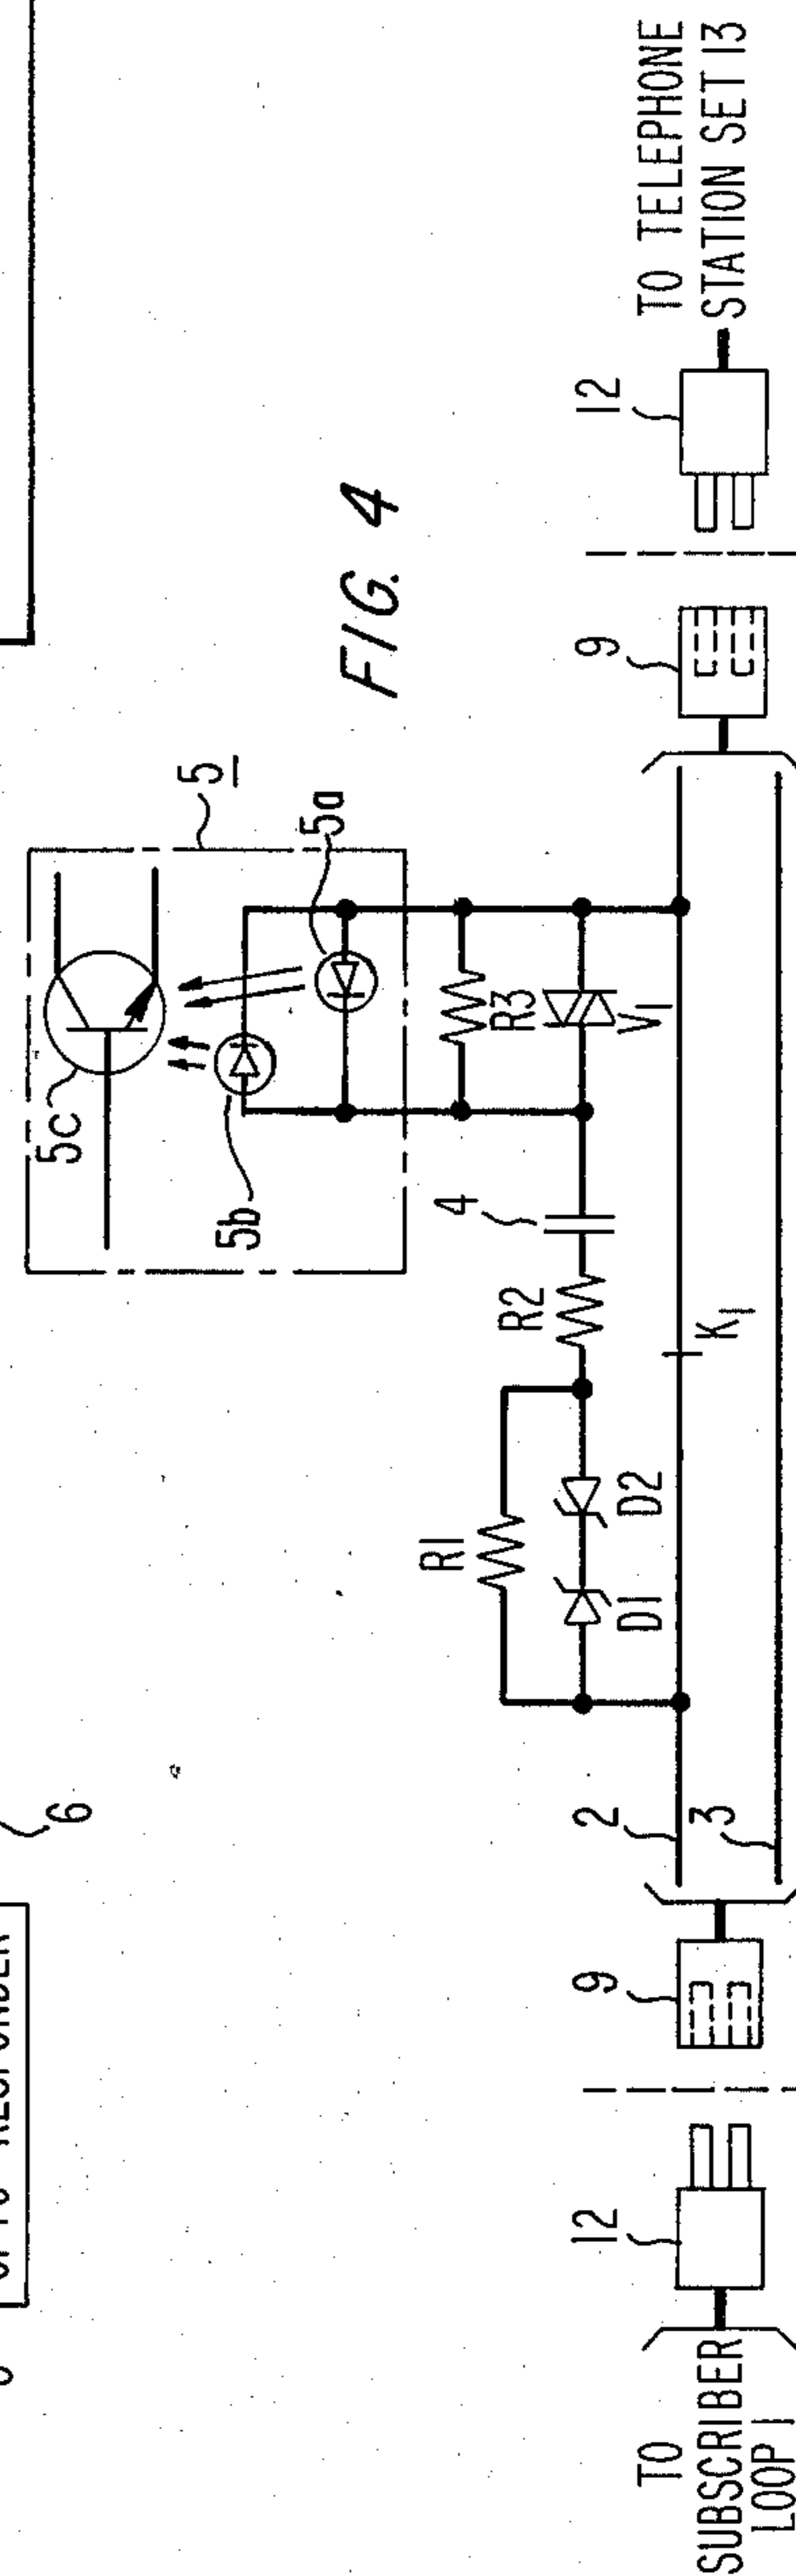 FIG. 4
5
5a
5b
5c
R3
V1
4
R2
R1
D1
D2
K1
2
3
9
12
TO
SUBSCRIBER
LOOP 1
9
12
TO TELEPHONE
STATION SET 13
6
OPTO RESPONDER